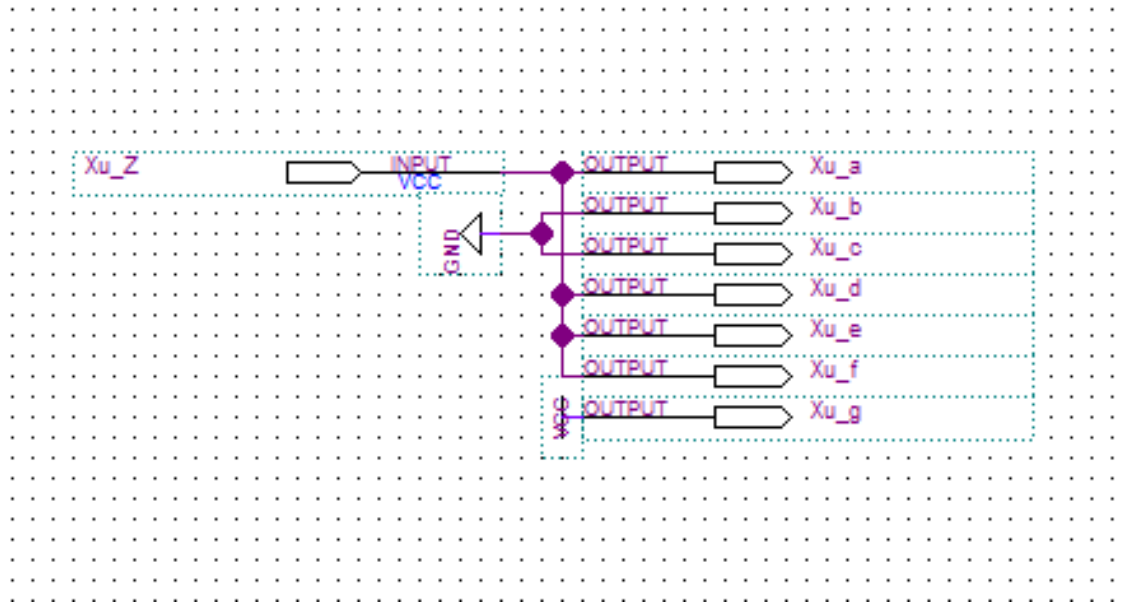 Xu_Z INPUT OUTPUT Xu_a
VCC
OUTPUT Xu_b
GND
OUTPUT Xu_c
OUTPUT Xu_d
OUTPUT Xu_e
OUTPUT Xu_f
VCC OUTPUT Xu_g